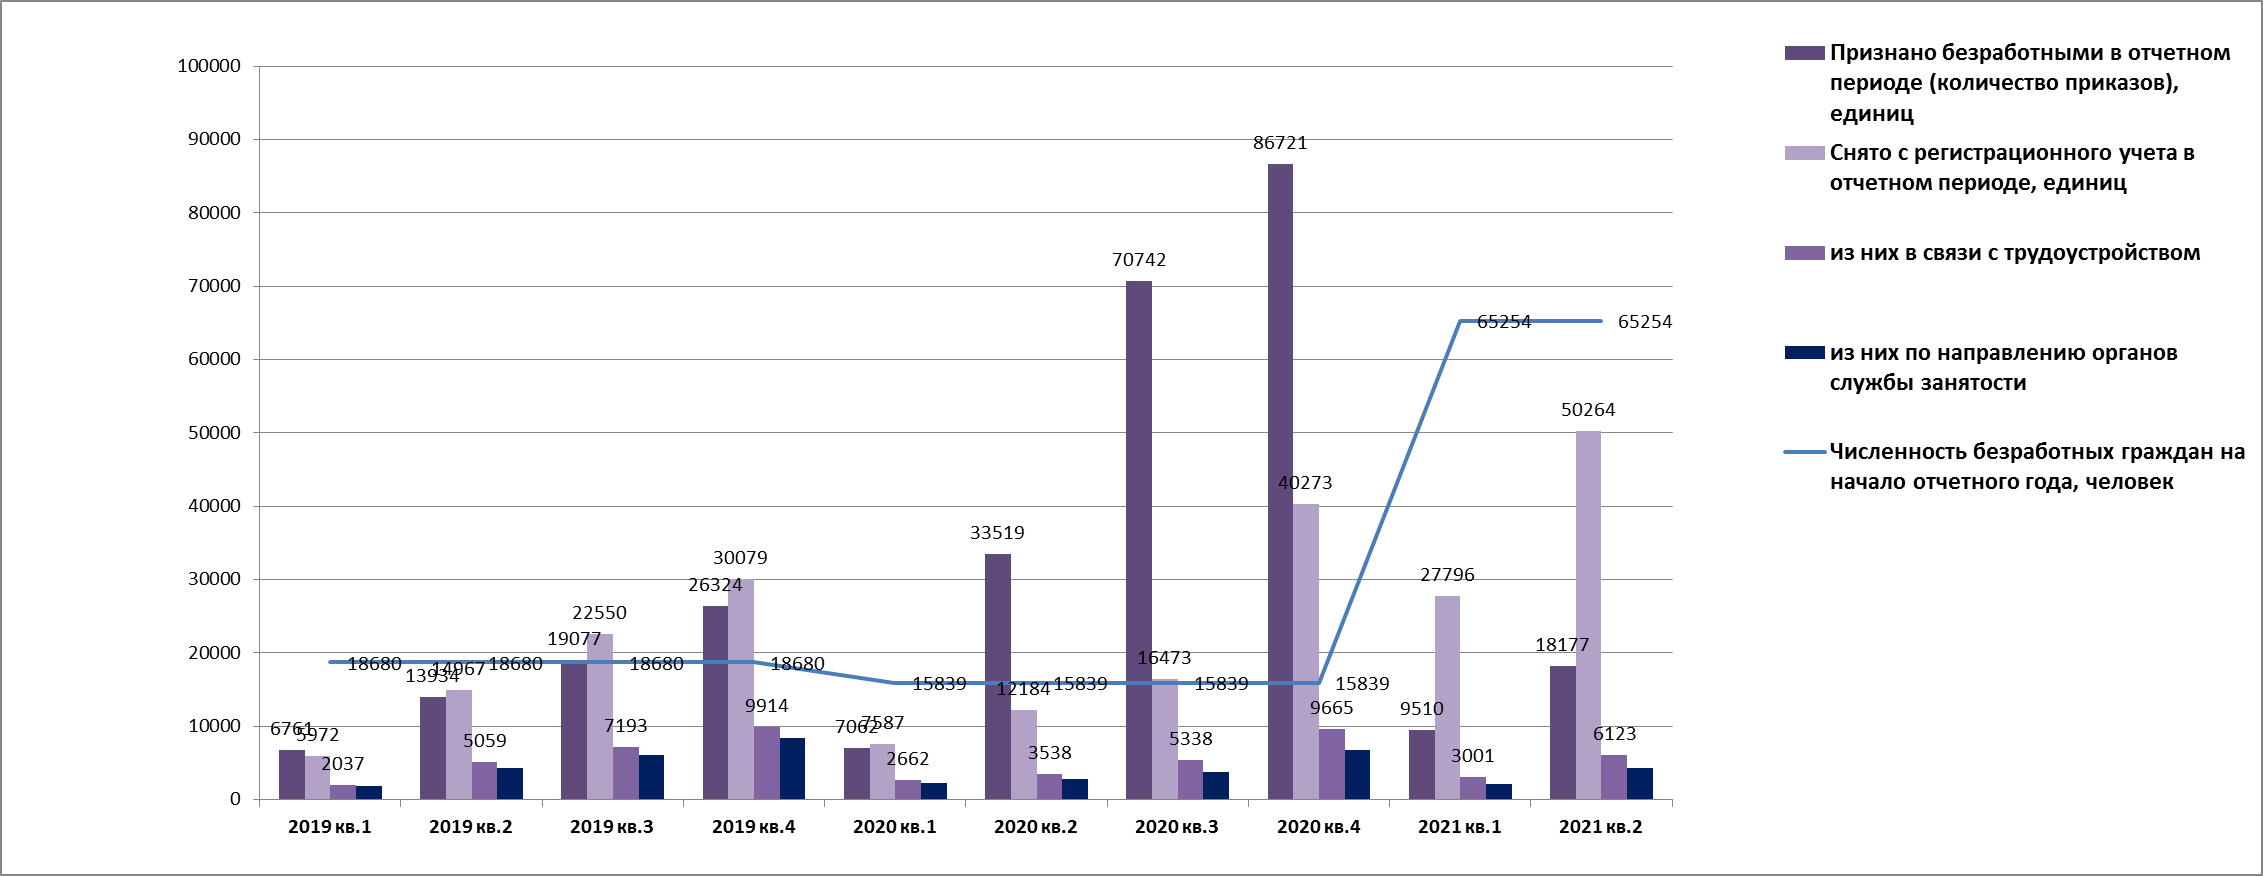 100000
90000
80000
70000
60000
50000
40000
30000
20000
10000
0
6761
5972
2037
18680
13934
14967
5059
18680
19077
22550
7193
18680
26324
30079
9914
18680
7062
7587
2662
15839
33519
12184
3538
15839
70742
16473
5338
15839
86721
40273
9665
15839
9510
27796
3001
65254
18177
50264
6123
65254
2019 кв.1
2019 кв.2
2019 кв.3
2019 кв.4
2020 кв.1
2020 кв.2
2020 кв.3
2020 кв.4
2021 кв.1
2021 кв.2
Признано безработными в отчетном
периоде (количество приказов),
единиц
Снято с регистрационного учета в
отчетном периоде, единиц
из них в связи с трудоустройством
из них по направлению органов
службы занятости
Численность безработных граждан на
начало отчетного года, человек